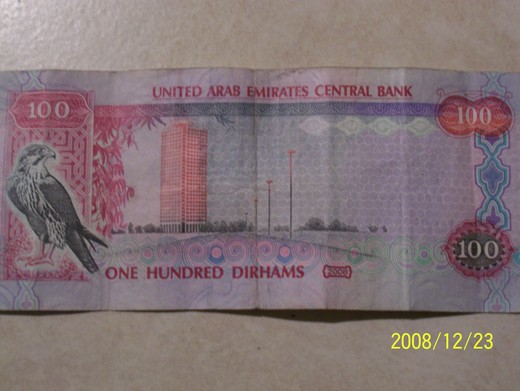 UNITED ARAB EMIRATES CENTRAL BANK
100
100
100
ONE HUNDRED DIRHAMS
2008/12/23